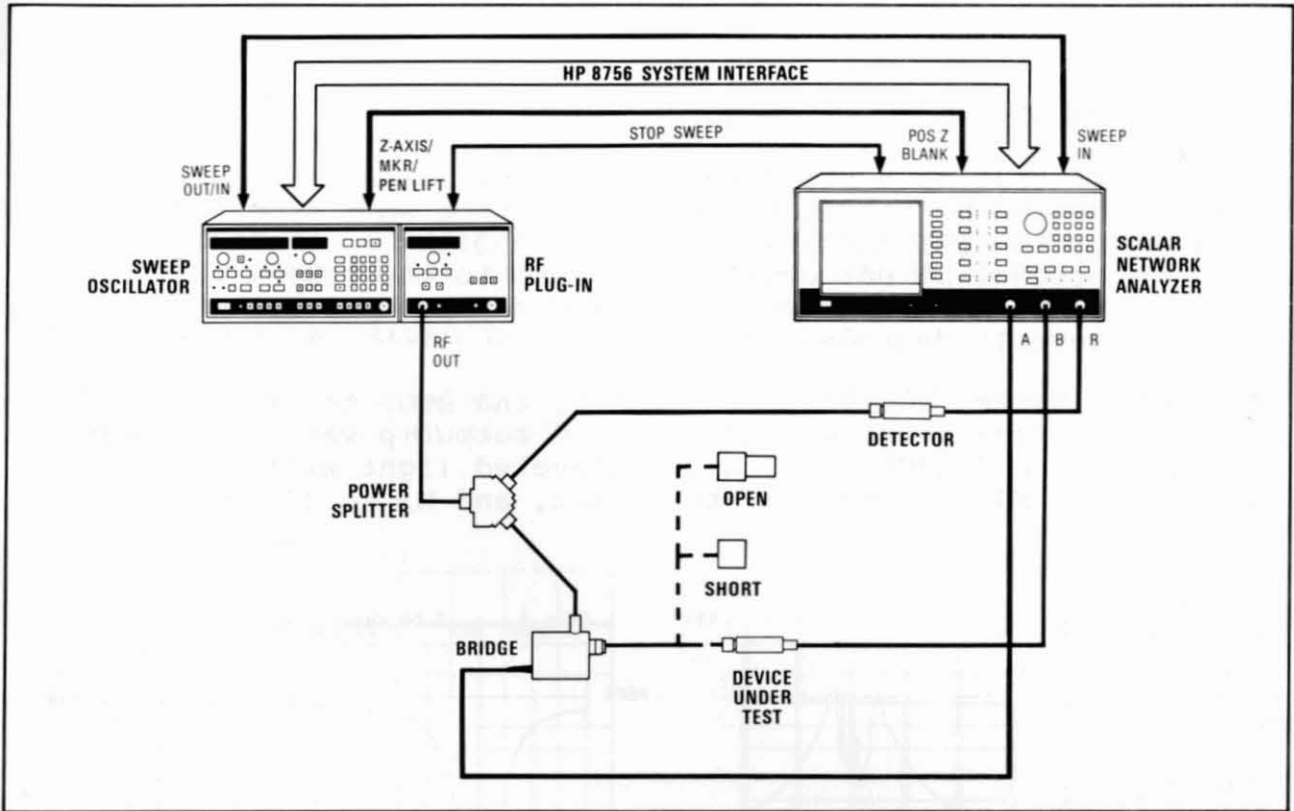 HP 8756 SYSTEM INTERFACE
STOP SWEEP
SWEEP
OUT/IN
Z-AXIS/
MKR/
PEN LIFT
POS Z
BLANK
SWEEP
IN
SWEEP
OSCILLATOR
RF
PLUG-IN
SCALAR
NETWORK
ANALYZER
RF
OUT
A B R
DETECTOR
POWER
SPLITTER
OPEN
SHORT
BRIDGE
DEVICE
UNDER
TEST